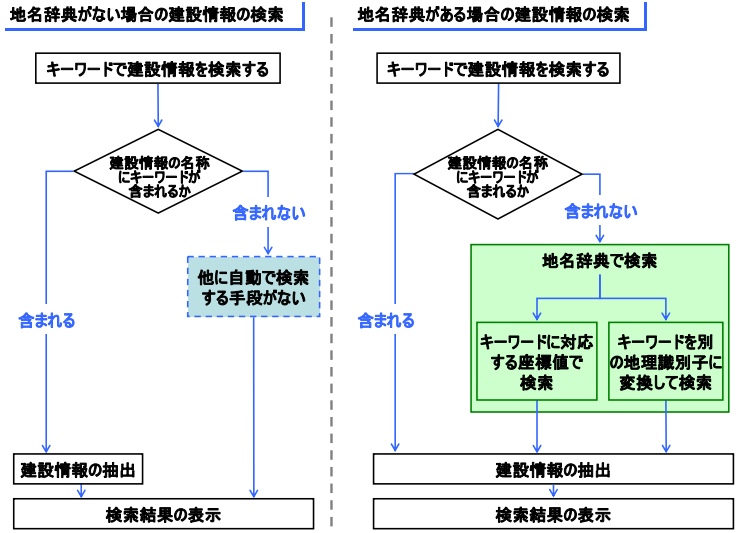 地名辞典がない場合の建設情報の検索
キーワードで建設情報を検索する
建設情報の名称
にキーワードが
含まれるか
含まれない
他に自動で検索
する手段がない
含まれる
建設情報の抽出
検索結果の表示
地名辞典がある場合の建設情報の検索
キーワードで建設情報を検索する
建設情報の名称
にキーワードが
含まれるか
含まれない
地名辞典で検索
キーワードに対応
する座標値で
検索
キーワードを別
の地理識別子に
変換して検索
含まれる
建設情報の抽出
検索結果の表示